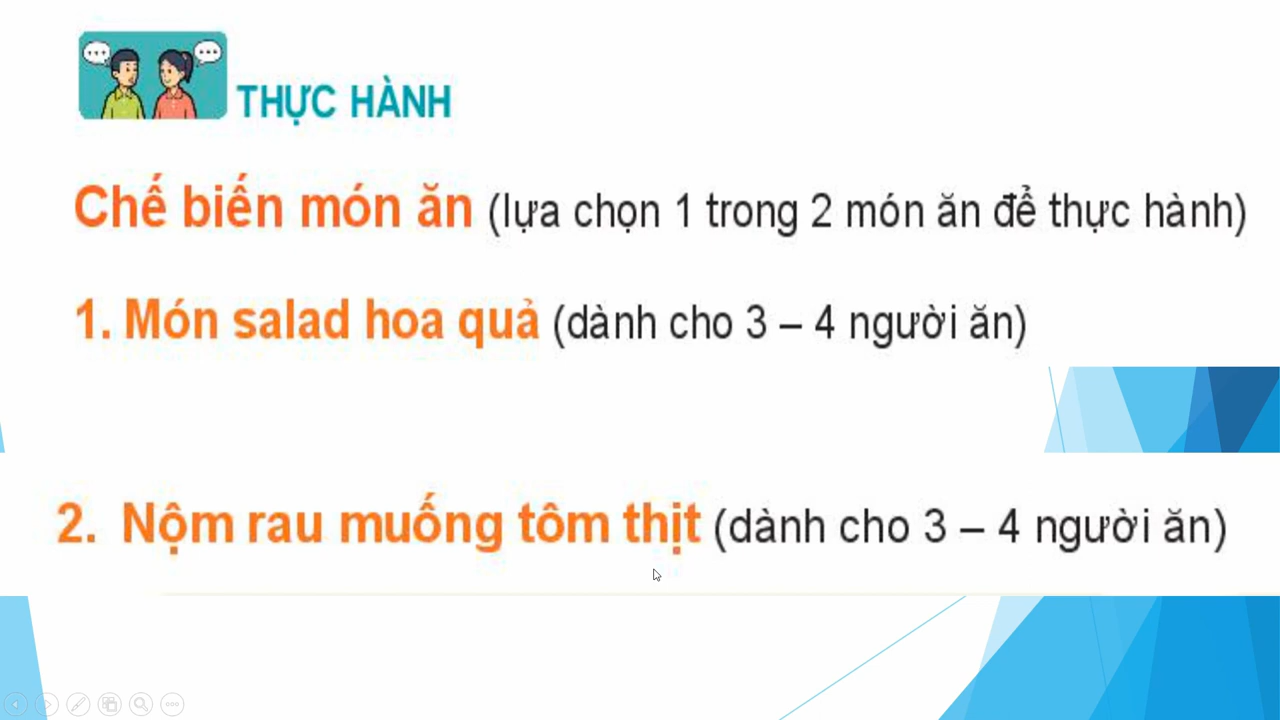 THỰC HÀNH
Chế biến món ăn (lựa chọn 1 trong 2 món ăn để thực hành)
1. Món salad hoa quả (dành cho 3 – 4 người ăn)
2. Nộm rau muống tôm thịt (dành cho 3 – 4 người ăn)